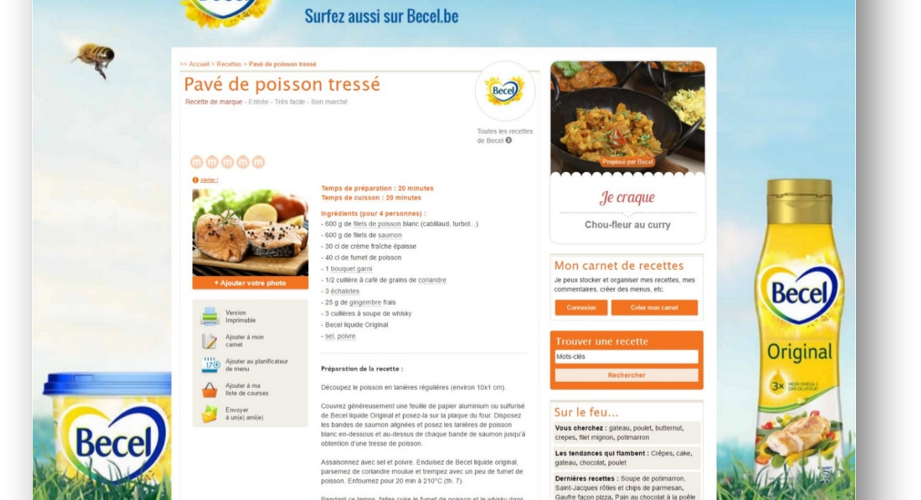 Surfez aussi sur Becel.be
>> Accueil > Recettes > Pavé de poisson tressé
Pavé de poisson tressé
Recette de marque - Entrée - Très facile - Bon marché
Becel
Toutes les recettes
de Becel
m m m m m
Temps de préparation : 20 minutes
Temps de cuisson : 20 minutes
Ingrédients (pour 4 personnes) :
- 600 g de filets de poisson blanc (cabillaud, turbot...)
- 600 g de filets de saumon
- 30 cl de crème fraîche épaisse
- 40 cl de fumet de poisson
- 1 bouquet garni
- 1/2 cuillère à café de grains de coriandre
- 3 échalotes
- 25 g de gingembre frais
- 3 cuillères à soupe de whisky
- Becel liquide Original
- sel, poivre
+ Ajouter votre photo
Version
Imprimable
Ajouter à mon
carnet
Ajouter au planificateur
de menu
Ajouter à ma
liste de courses
Envoyer
à un(e) ami(e)
Préparation de la recette :
Découpez le poisson en lanières régulières (environ 10x1 cm).
Couvrez généreusement une feuille de papier aluminium ou sulfurisé
de Becel liquide Original et posez-la sur la plaque du four. Disposez
les bandes de saumon alignées et posez les lanières de poisson
blanc en-dessous et au-dessus de chaque bande de saumon jusqu'à
obtention d'une tresse de poisson.
Assaisonnez avec sel et poivre. Enduisez de Becel liquide original,
parsemez de coriandre moulue et trempez avec un peu de fumet de
poisson. Enfournez pour 20 min à 210°C (th. 7).
Pendant ce temps, faites cuire le fumet de poisson et le whisky dans
Proposé par Becel
Je craque
Chou-fleur au curry
Mon carnet de recettes
Je peux stocker et organiser mes recettes, mes
commentaires, créer des menus, etc.
Connexion
Créer mon carnet
Trouver une recette
Mots-clés
Rechercher
Sur le feu...
Vous cherchez : gateau, poulet, butternut,
crepes, filet mignon, potimarron
Les tendances qui flambent : Crêpes, cake,
gateau, chocolat, poulet
Dernières recettes : Soupe de potimarron,
Saint-Jacques rôties et chips de parmesan,
Gaufre facon pizza, Pain au chocolat à la poêle
Becel
Becel
Original
3x